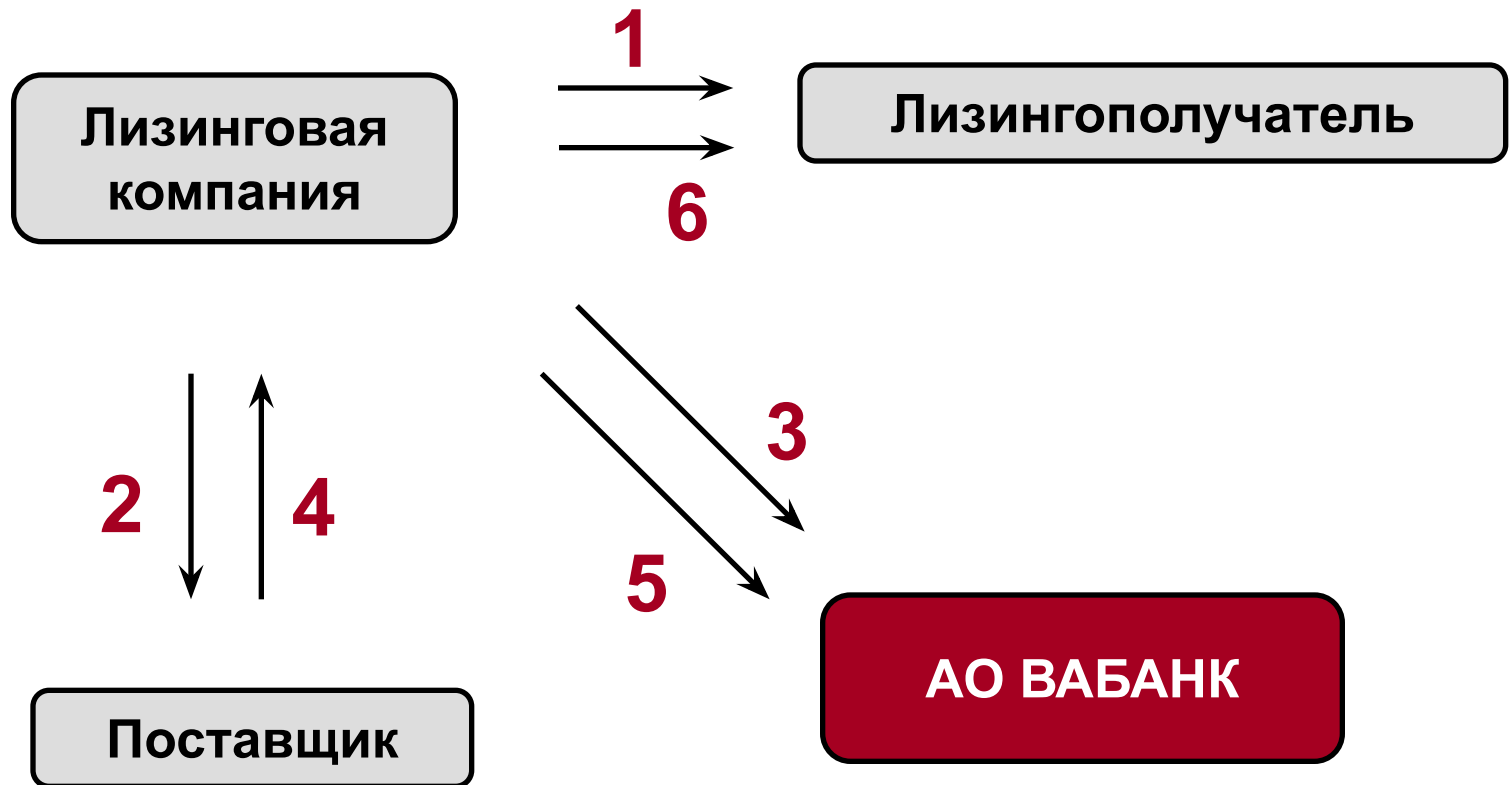 1
Лизинговая
компания
Лизингополучатель
6
3
2
4
5
АО ВАБАНК
Поставщик